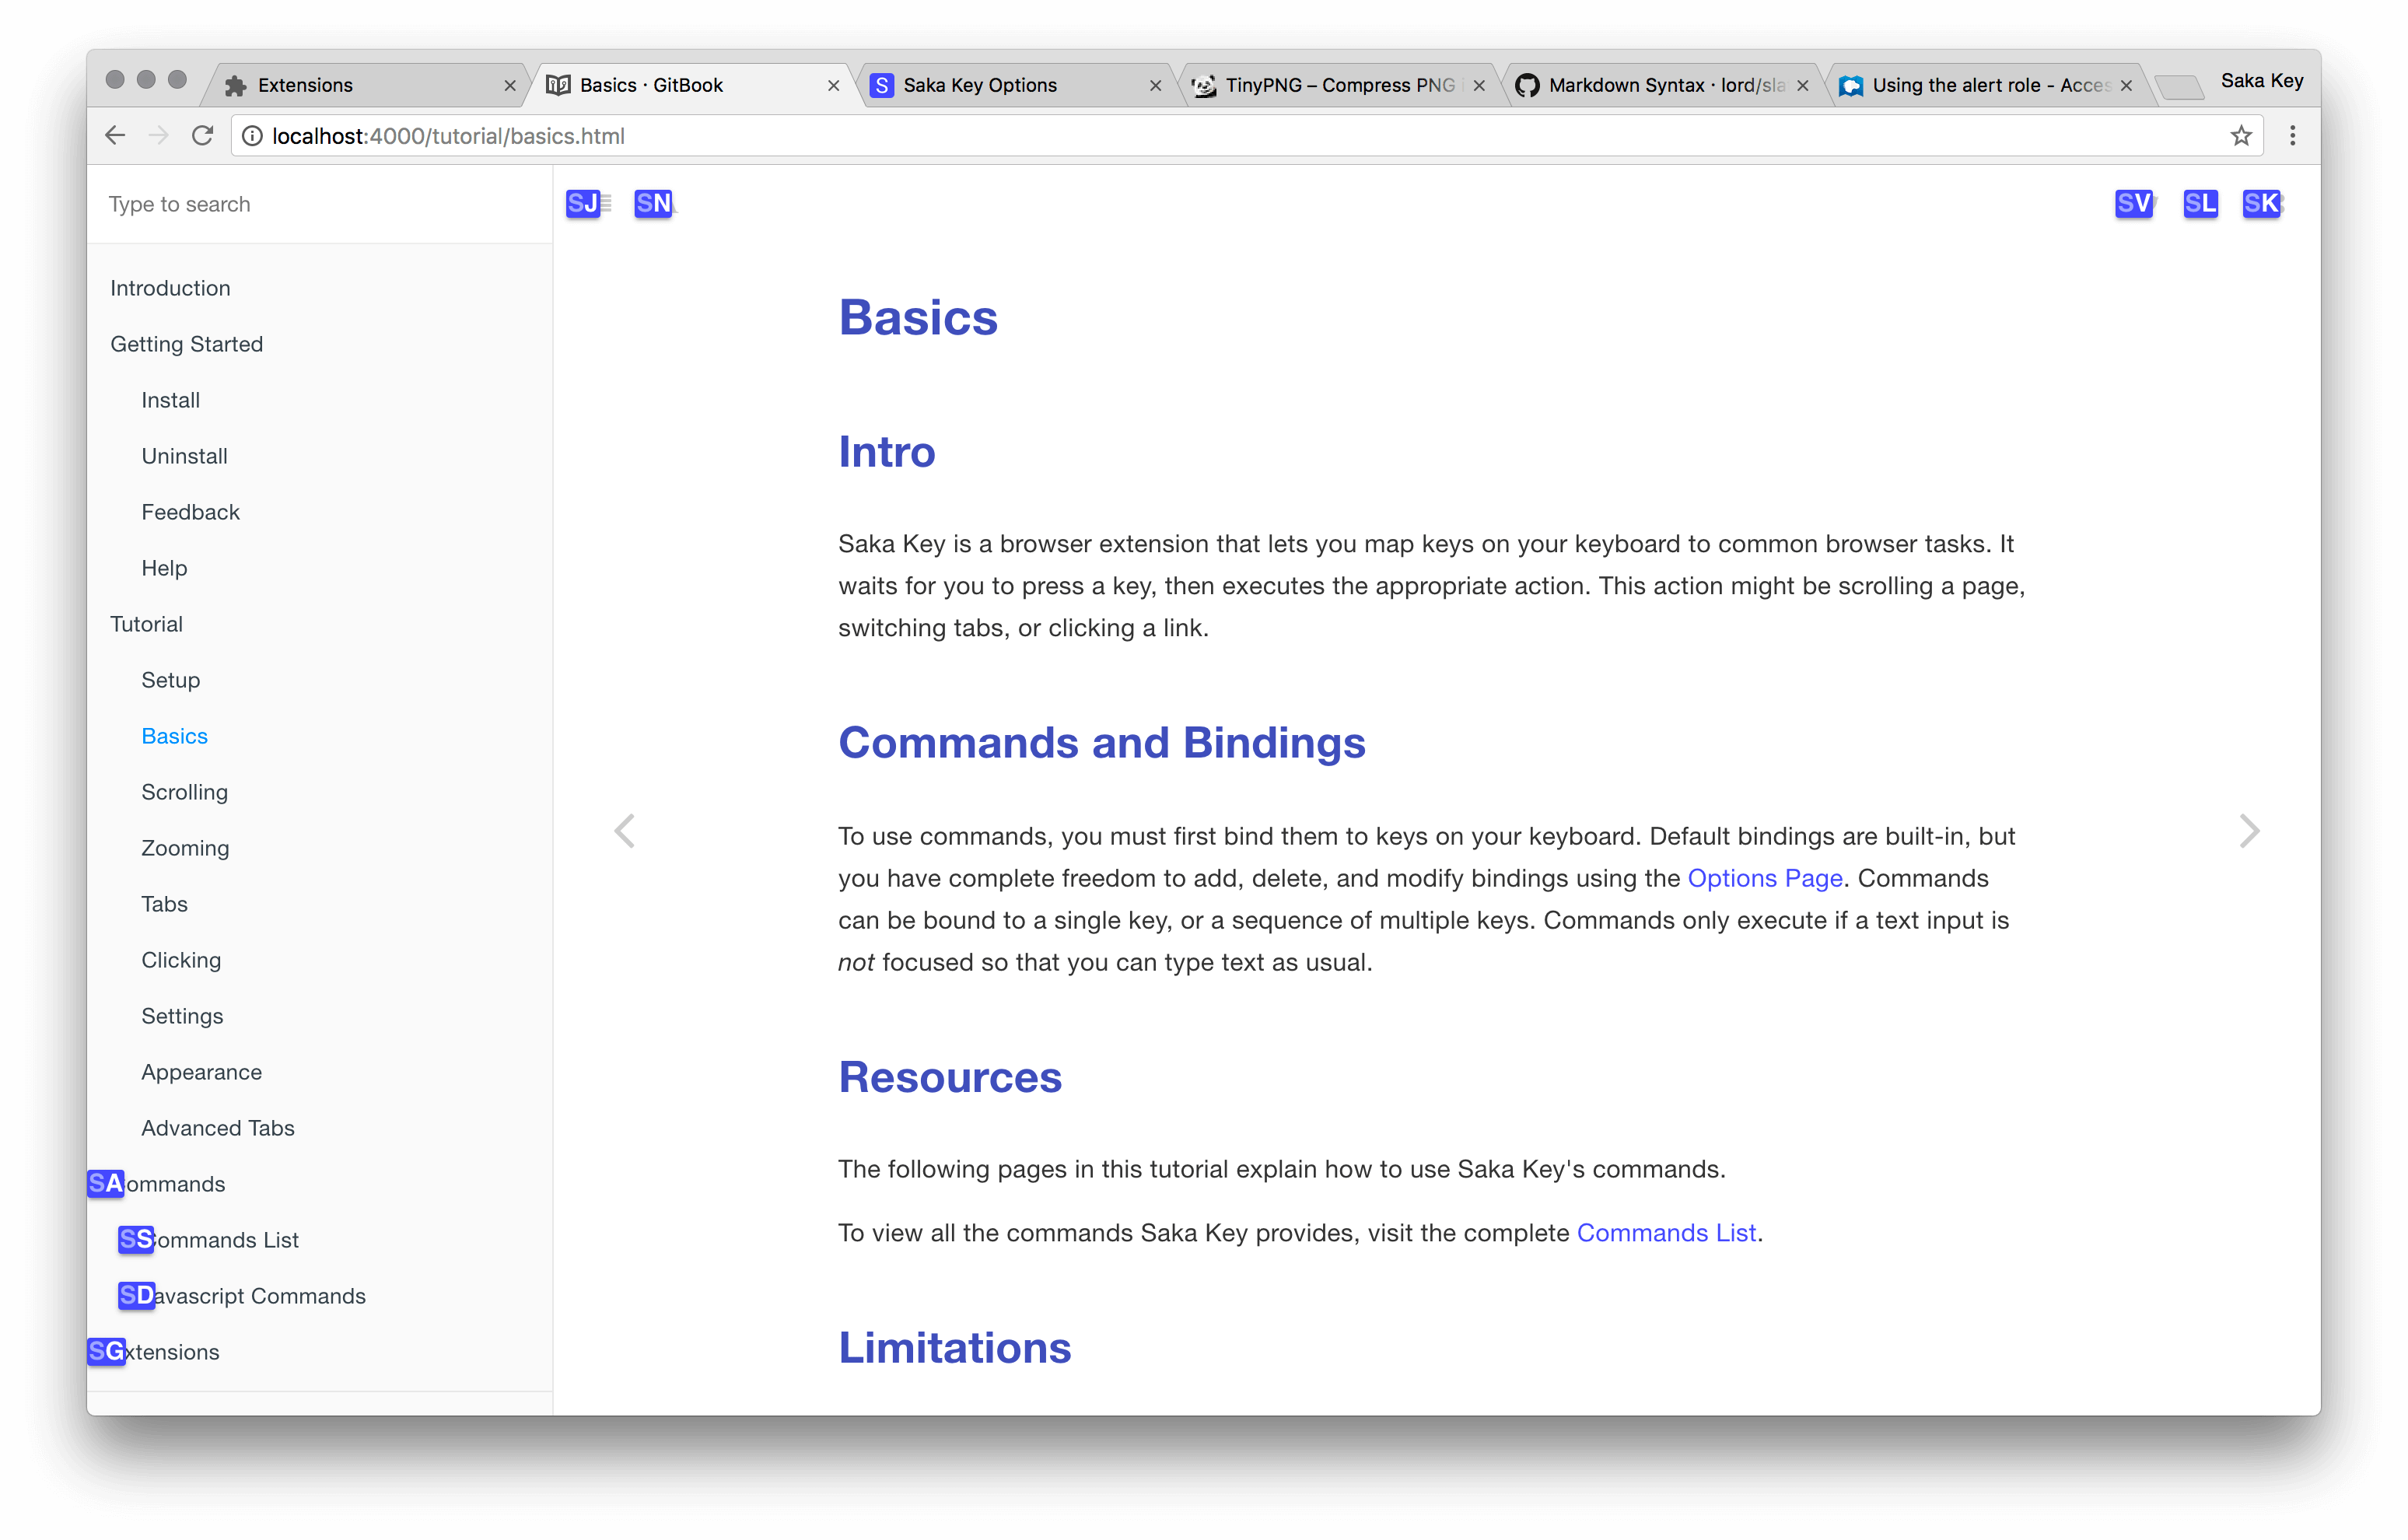 Extensions
Basics · GitBook
Saka Key Options
TinyPNG – Compress PNG
Markdown Syntax · lord/sla
Using the alert role - Acces
Saka Key
localhost:4000/tutorial/basics.html
Type to search
SJ
SN
SV
SL
SK
Introduction
Getting Started
Install
Uninstall
Feedback
Help
Tutorial
Setup
Basics
Scrolling
Zooming
Tabs
Clicking
Settings
Appearance
Advanced Tabs
SA ommands
SS ommands List
SD avascript Commands
SG xtensions
Basics
Intro
Saka Key is a browser extension that lets you map keys on your keyboard to common browser tasks. It
waits for you to press a key, then executes the appropriate action. This action might be scrolling a page,
switching tabs, or clicking a link.
Commands and Bindings
To use commands, you must first bind them to keys on your keyboard. Default bindings are built-in, but
you have complete freedom to add, delete, and modify bindings using the Options Page. Commands
can be bound to a single key, or a sequence of multiple keys. Commands only execute if a text input is
not focused so that you can type text as usual.
Resources
The following pages in this tutorial explain how to use Saka Key's commands.
To view all the commands Saka Key provides, visit the complete Commands List.
Limitations